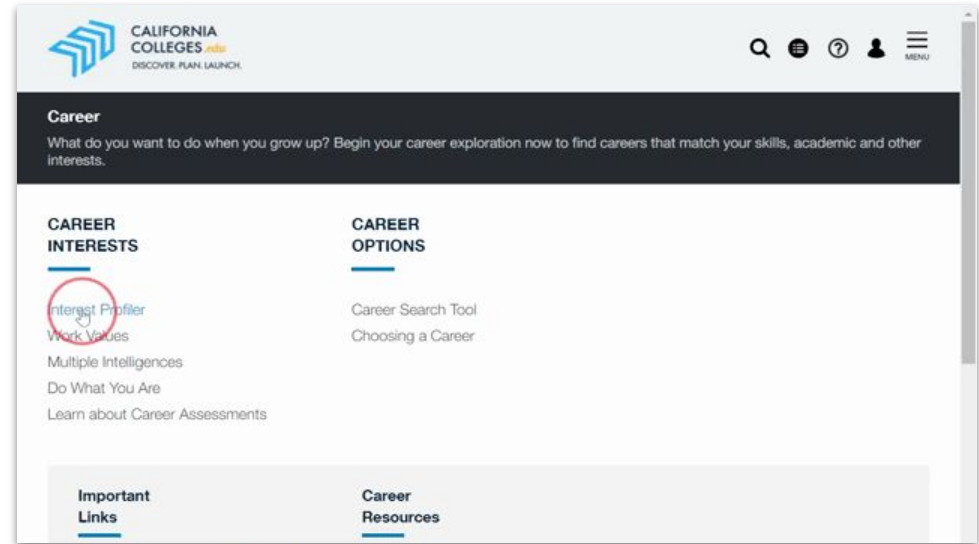 CALIFORNIA
COLLEGES.edu
DISCOVER. PLAN. LAUNCH.
MENU
Career
What do you want to do when you grow up? Begin your career exploration now to find careers that match your skills, academic and other
interests.
CAREER
INTERESTS
Interest Profiler
Work Values
Multiple Intelligences
Do What You Are
Learn about Career Assessments
CAREER
OPTIONS
Career Search Tool
Choosing a Career
Important
Links
Career
Resources